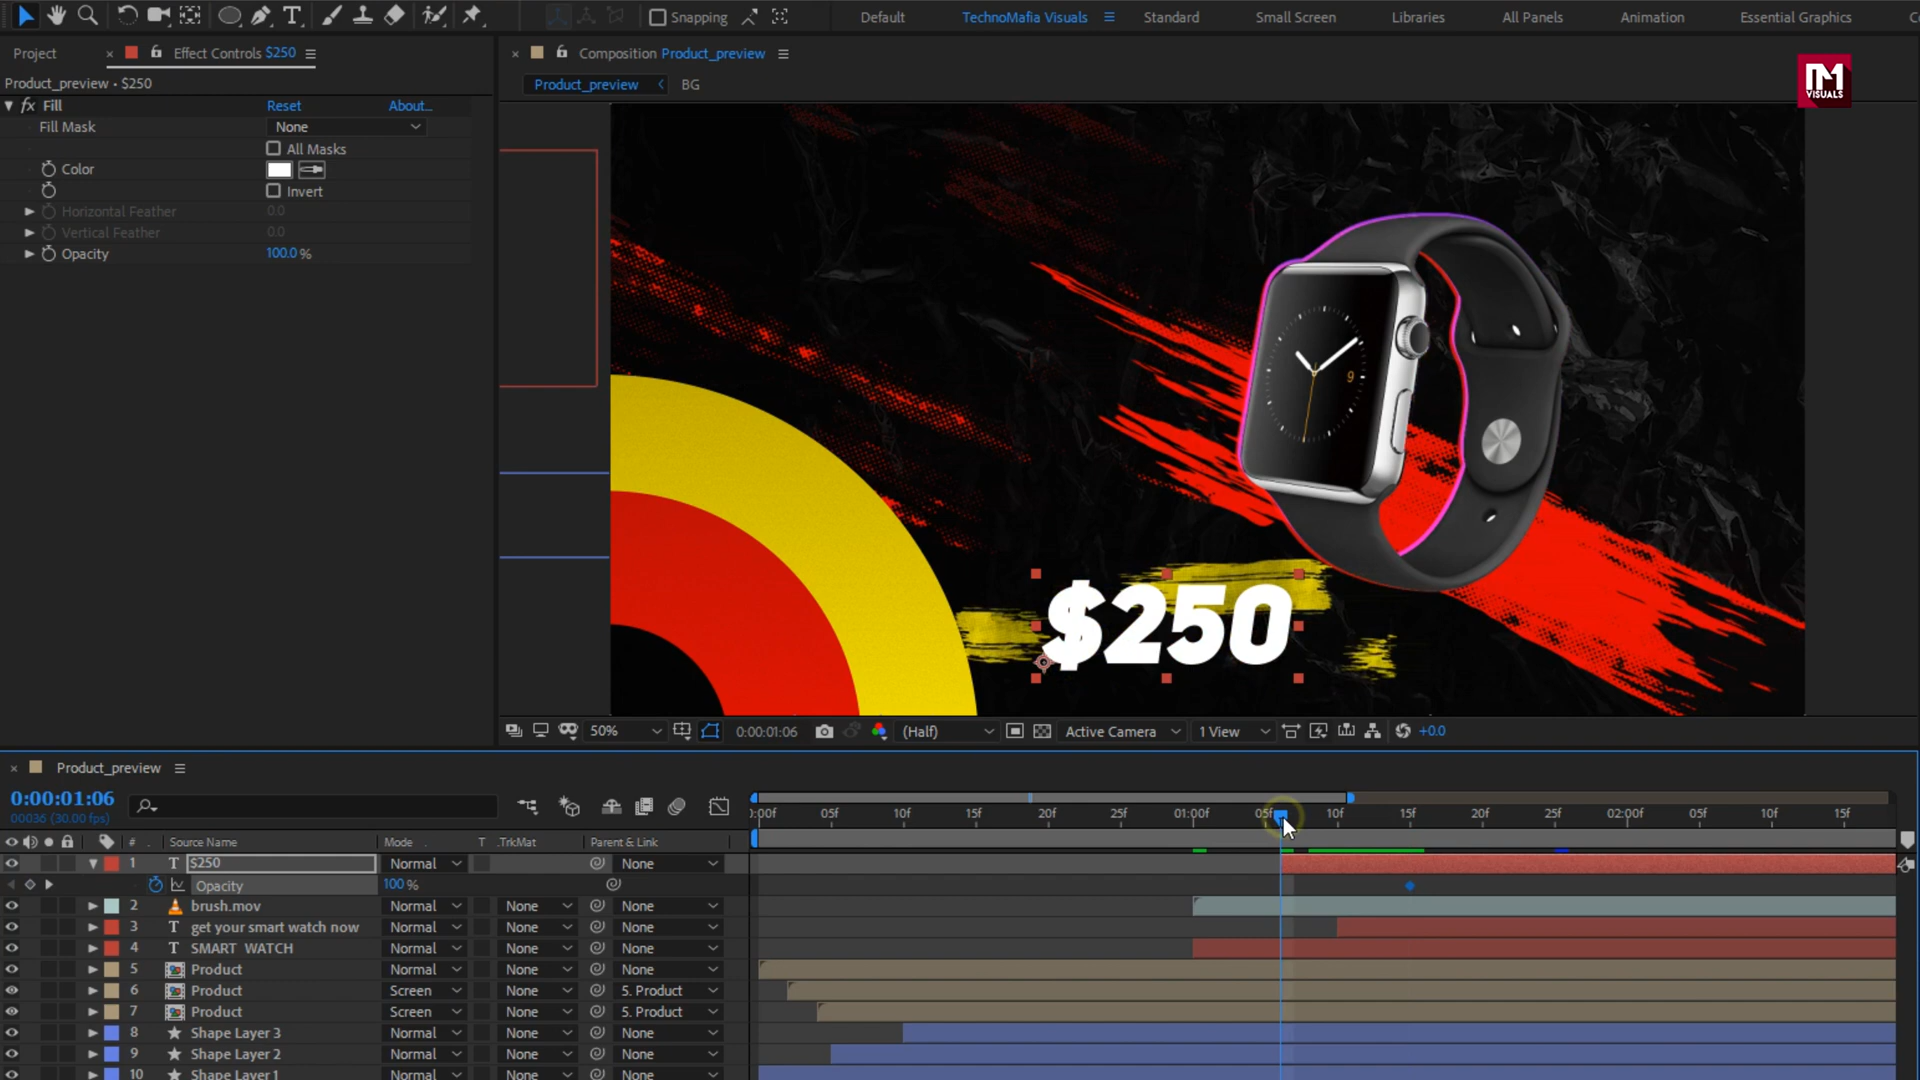 Snapping
Default
TechnoMafia Visuals
Standard
Small Screen
Libraries
All Panels
Animation
Essential Graphics
Project
Effect Controls $250
Composition Product_preview
Product_preview • $250
Product_preview
BG
VISUALS
fx Fill
Reset
About...
Fill Mask
None
All Masks
Color
Invert
Horizontal Feather
0.0
Vertical Feather
0.0
Opacity
100.0 %
9
$250
50%
0:00:01:06
(Half)
Active Camera
1 View
+0.0
Product_preview
0:00:01:06
00036 (30.00 fps)
:00f 05f 10f 15f 20f 25f 01:00f 05f 10f 15f 20f 25f 02:00f 05f 10f 15f
# Source Name Mode T .TrkMat Parent & Link
1 T $250 Normal None
Opacity 100 %
2 brush.mov Normal None None
3 T get your smart watch now Normal None None
4 T SMART WATCH Normal None None
5 Product Normal None None
6 Product Screen None 5. Product
7 Product Screen None 5. Product
8 Shape Layer 3 Normal None None
9 Shape Layer 2 Normal None None
10 Shape Layer 1 Normal None None